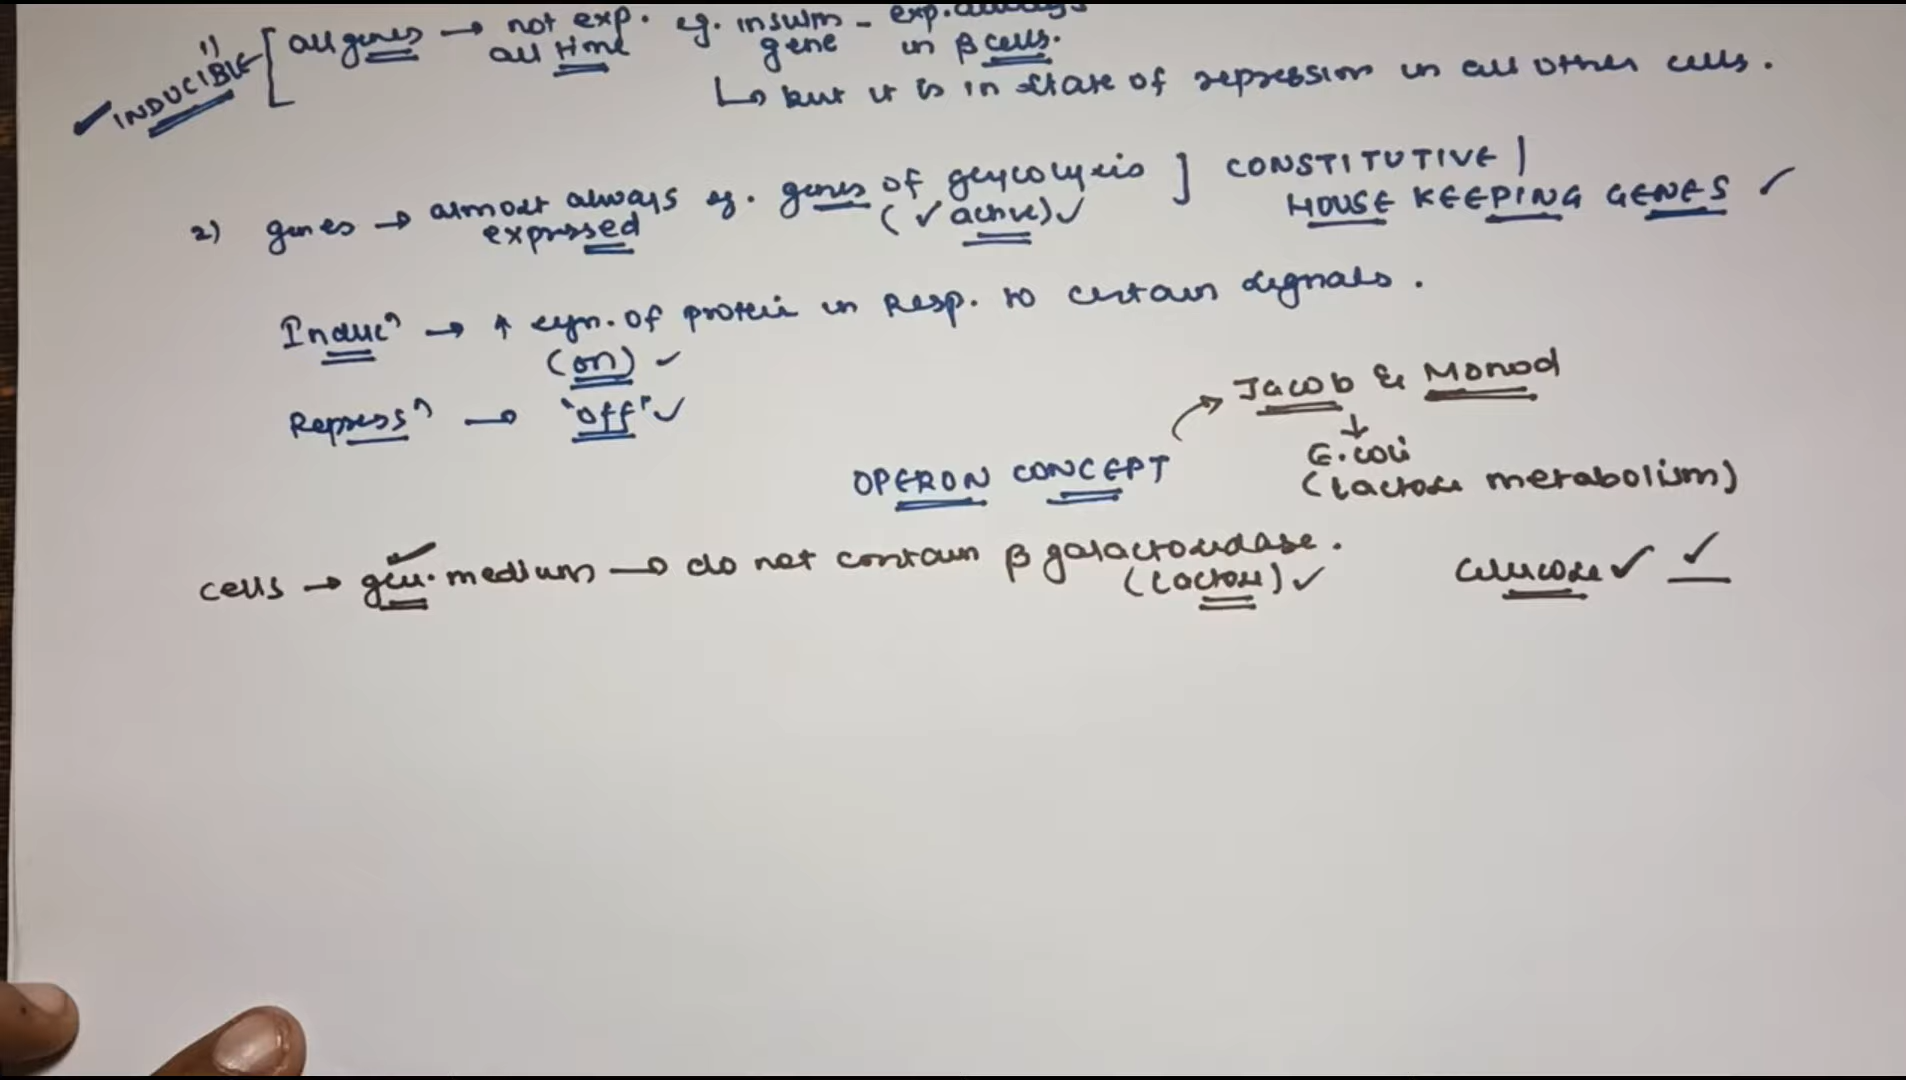 1) all genes → not exp. eg. insulin - exp. always
INDUCIBLE all time gene in β cells.
↳ but it is in state of repression in all other cells.
2) genes → almost always eg. genes of glycolysis ] CONSTITUTIVE |
expressed (✓ active) ✓ HOUSE KEEPING GENES ✓
Inducⁿ → ↑ syn. of protein in Resp. to certain signals.
(on) ✓
Repressⁿ → "off" ✓
Jacob & Monod
↓
OPERON CONCEPT E. coli
(Lactose metabolism)
cells → glu. medium → do not contain β galactosidase. Glucose ✓ ✓
(Lactose) ✓